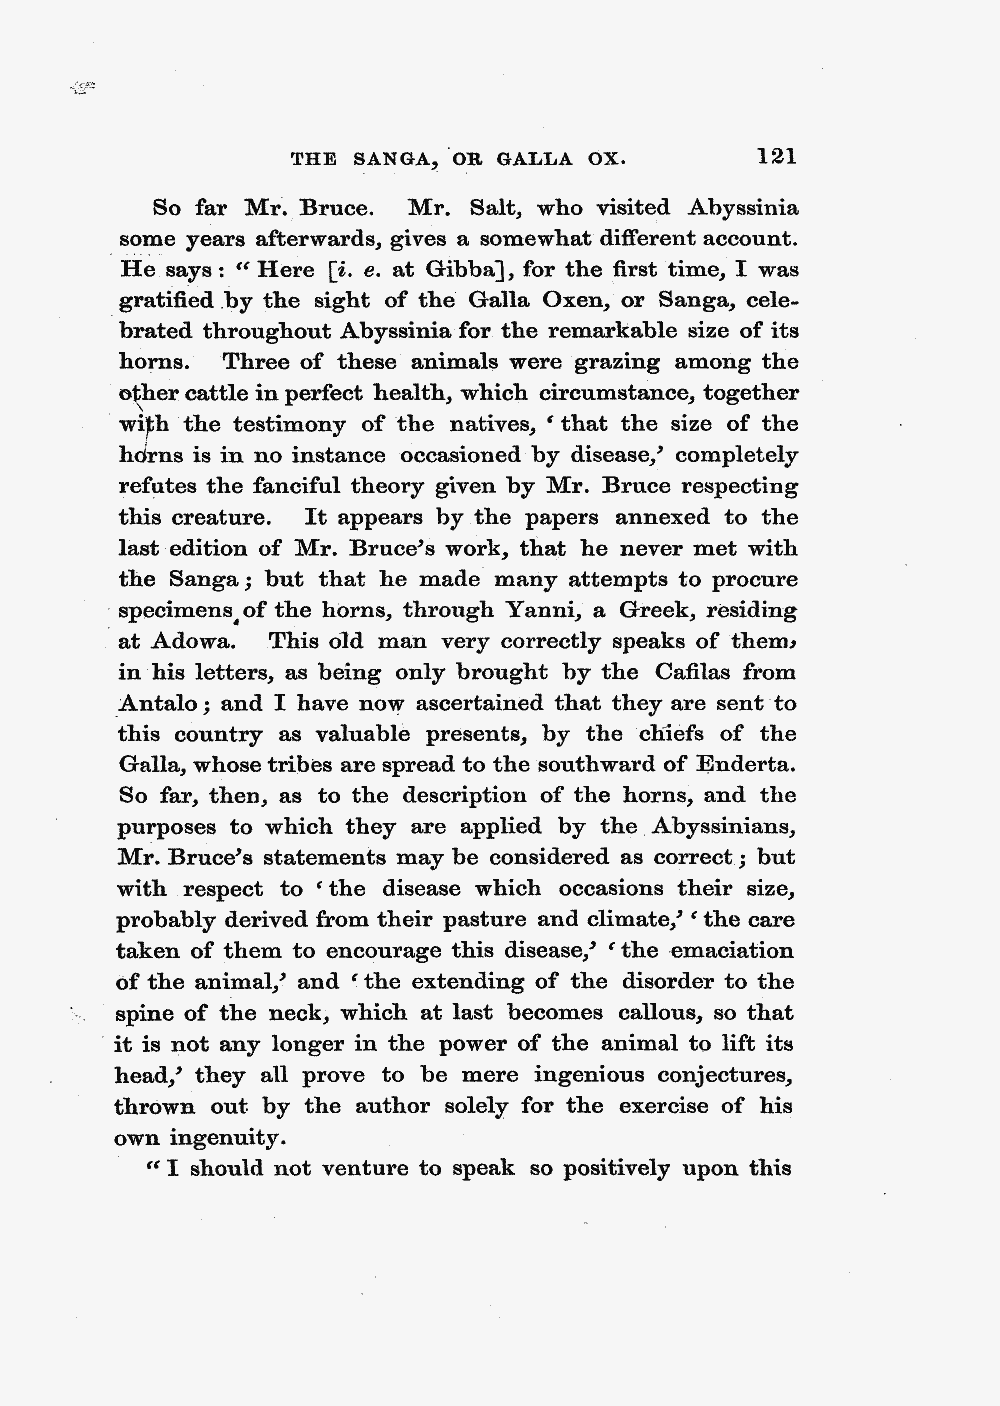 THE SANGA, OR GALLA OX. 121
So far Mr. Bruce. Mr. Salt, who visited Abyssinia
some years afterwards, gives a somewhat different account.
He says : “ Here [i. e. at Gibba], for the first time, I was
gratified by the sight of the Galla Oxen, or Sanga, cele-
brated throughout Abyssinia for the remarkable size of its
horns. Three of these animals were grazing among the
other cattle in perfect health, which circumstance, together
with the testimony of the natives, ‘ that the size of the
horns is in no instance occasioned by disease,’ completely
refutes the fanciful theory given by Mr. Bruce respecting
this creature. It appears by the papers annexed to the
last edition of Mr. Bruce’s work, that he never met with
the Sanga ; but that he made many attempts to procure
specimens of the horns, through Yanni, a Greek, residing
at Adowa. This old man very correctly speaks of them,
in his letters, as being only brought by the Cafilas from
Antalo ; and I have now ascertained that they are sent to
this country as valuable presents, by the chiefs of the
Galla, whose tribes are spread to the southward of Enderta.
So far, then, as to the description of the horns, and the
purposes to which they are applied by the Abyssinians,
Mr. Bruce’s statements may be considered as correct ; but
with respect to ‘ the disease which occasions their size,
probably derived from their pasture and climate,’ ‘ the care
taken of them to encourage this disease,’ ‘ the emaciation
of the animal,’ and ‘ the extending of the disorder to the
spine of the neck, which at last becomes callous, so that
it is not any longer in the power of the animal to lift its
head,’ they all prove to be mere ingenious conjectures,
thrown out by the author solely for the exercise of his
own ingenuity.
“ I should not venture to speak so positively upon this